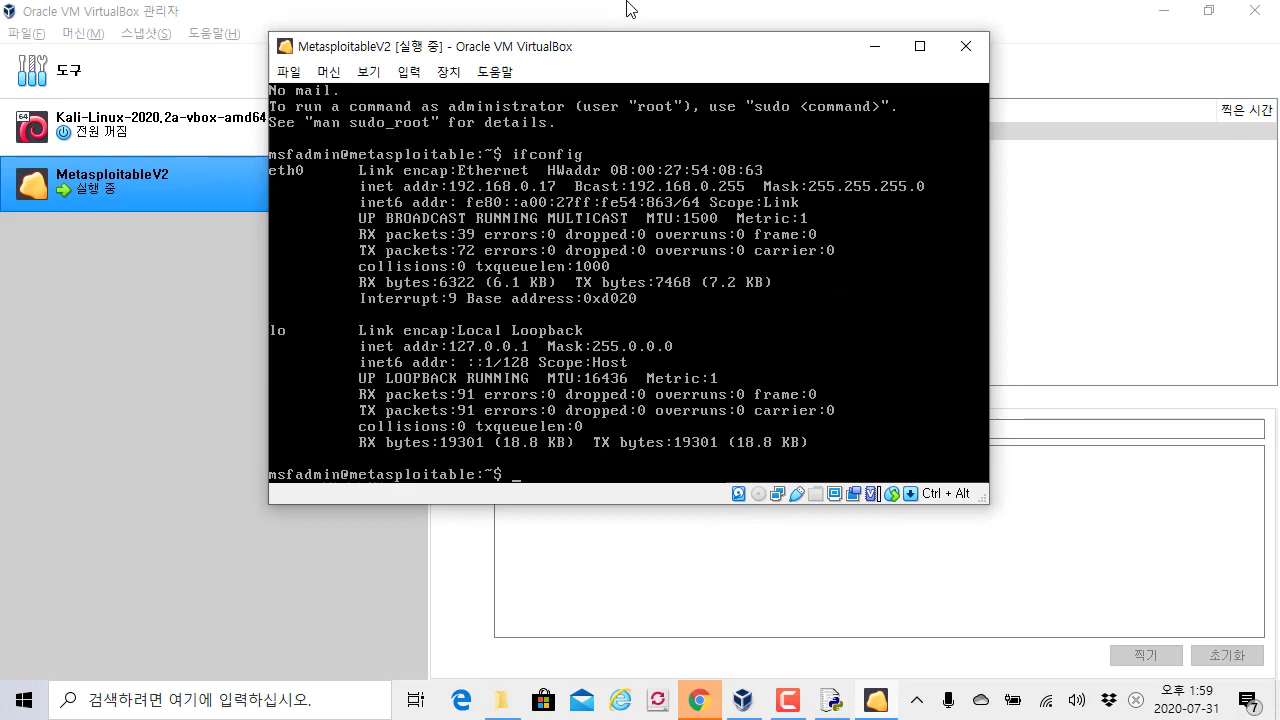 Oracle VM VirtualBox 관리자
파일(F) 머신(M) 스냅샷(S) 도움말(H)
도구
64
Kali-Linux-2020.2a-vbox-amd64
전원 꺼짐
MetasploitableV2
실행 중
찍은 시간
MetasploitableV2 [실행 중] - Oracle VM VirtualBox
파일 머신 보기 입력 장치 도움말
No mail.
To run a command as administrator (user "root"), use "sudo <command>".
See "man sudo_root" for details.
msfadmin@metasploitable:~$ ifconfig
eth0 Link encap:Ethernet HWaddr 08:00:27:54:08:63
inet addr:192.168.0.17 Bcast:192.168.0.255 Mask:255.255.255.0
inet6 addr: fe80::a00:27ff:fe54:863/64 Scope:Link
UP BROADCAST RUNNING MULTICAST MTU:1500 Metric:1
RX packets:39 errors:0 dropped:0 overruns:0 frame:0
TX packets:72 errors:0 dropped:0 overruns:0 carrier:0
collisions:0 txqueuelen:1000
RX bytes:6322 (6.1 KB) TX bytes:7468 (7.2 KB)
Interrupt:9 Base address:0xd020
lo Link encap:Local Loopback
inet addr:127.0.0.1 Mask:255.0.0.0
inet6 addr: ::1/128 Scope:Host
UP LOOPBACK RUNNING MTU:16436 Metric:1
RX packets:91 errors:0 dropped:0 overruns:0 frame:0
TX packets:91 errors:0 dropped:0 overruns:0 carrier:0
collisions:0 txqueuelen:0
RX bytes:19301 (18.8 KB) TX bytes:19301 (18.8 KB)
msfadmin@metasploitable:~$ _
Ctrl + Alt
찍기 초기화
검색하려면 여기에 입력하십시오.
오후 1:59
2020-07-31
7